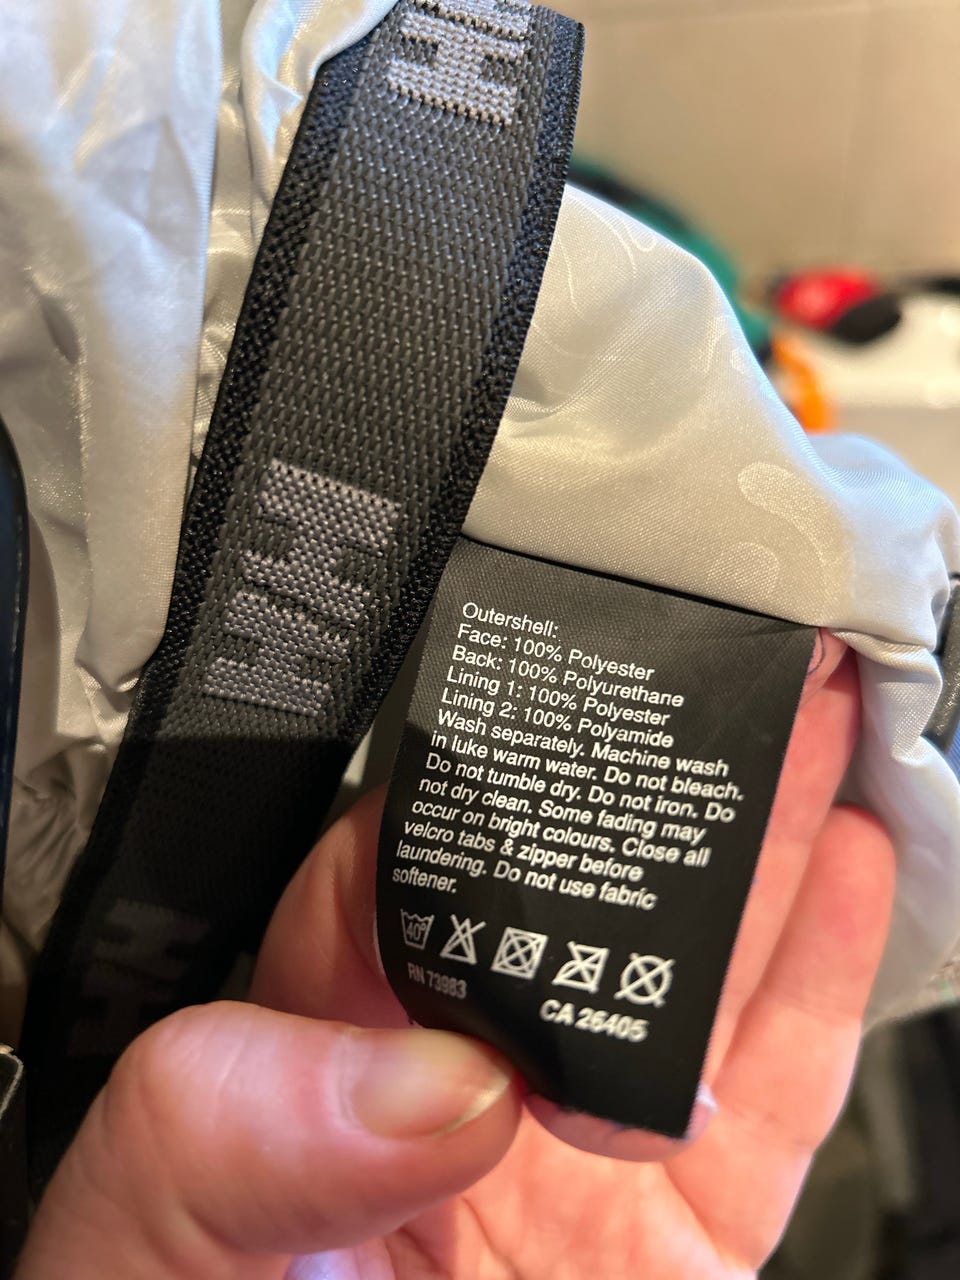 Outershell:
Face: 100% Polyester
Back: 100% Polyurethane
Lining 1: 100% Polyester
Lining 2: 100% Polyamide
Wash separately. Machine wash
in luke warm water. Do not bleach.
Do not tumble dry. Do not iron. Do
not dry clean. Some fading may
occur on bright colours. Close all
velcro tabs & zipper before
laundering. Do not use fabric
softener.
40°
RN 73983
CA 26405